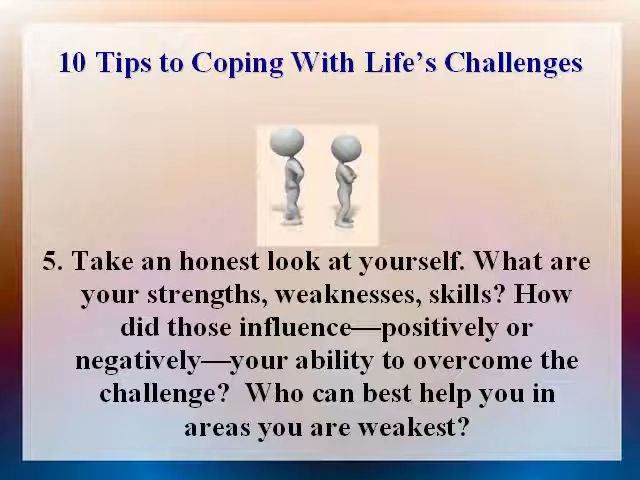 10 Tips to Coping With Life’s Challenges
5. Take an honest look at yourself. What are
your strengths, weaknesses, skills? How
did those influence—positively or
negatively—your ability to overcome the
challenge?  Who can best help you in
areas you are weakest?